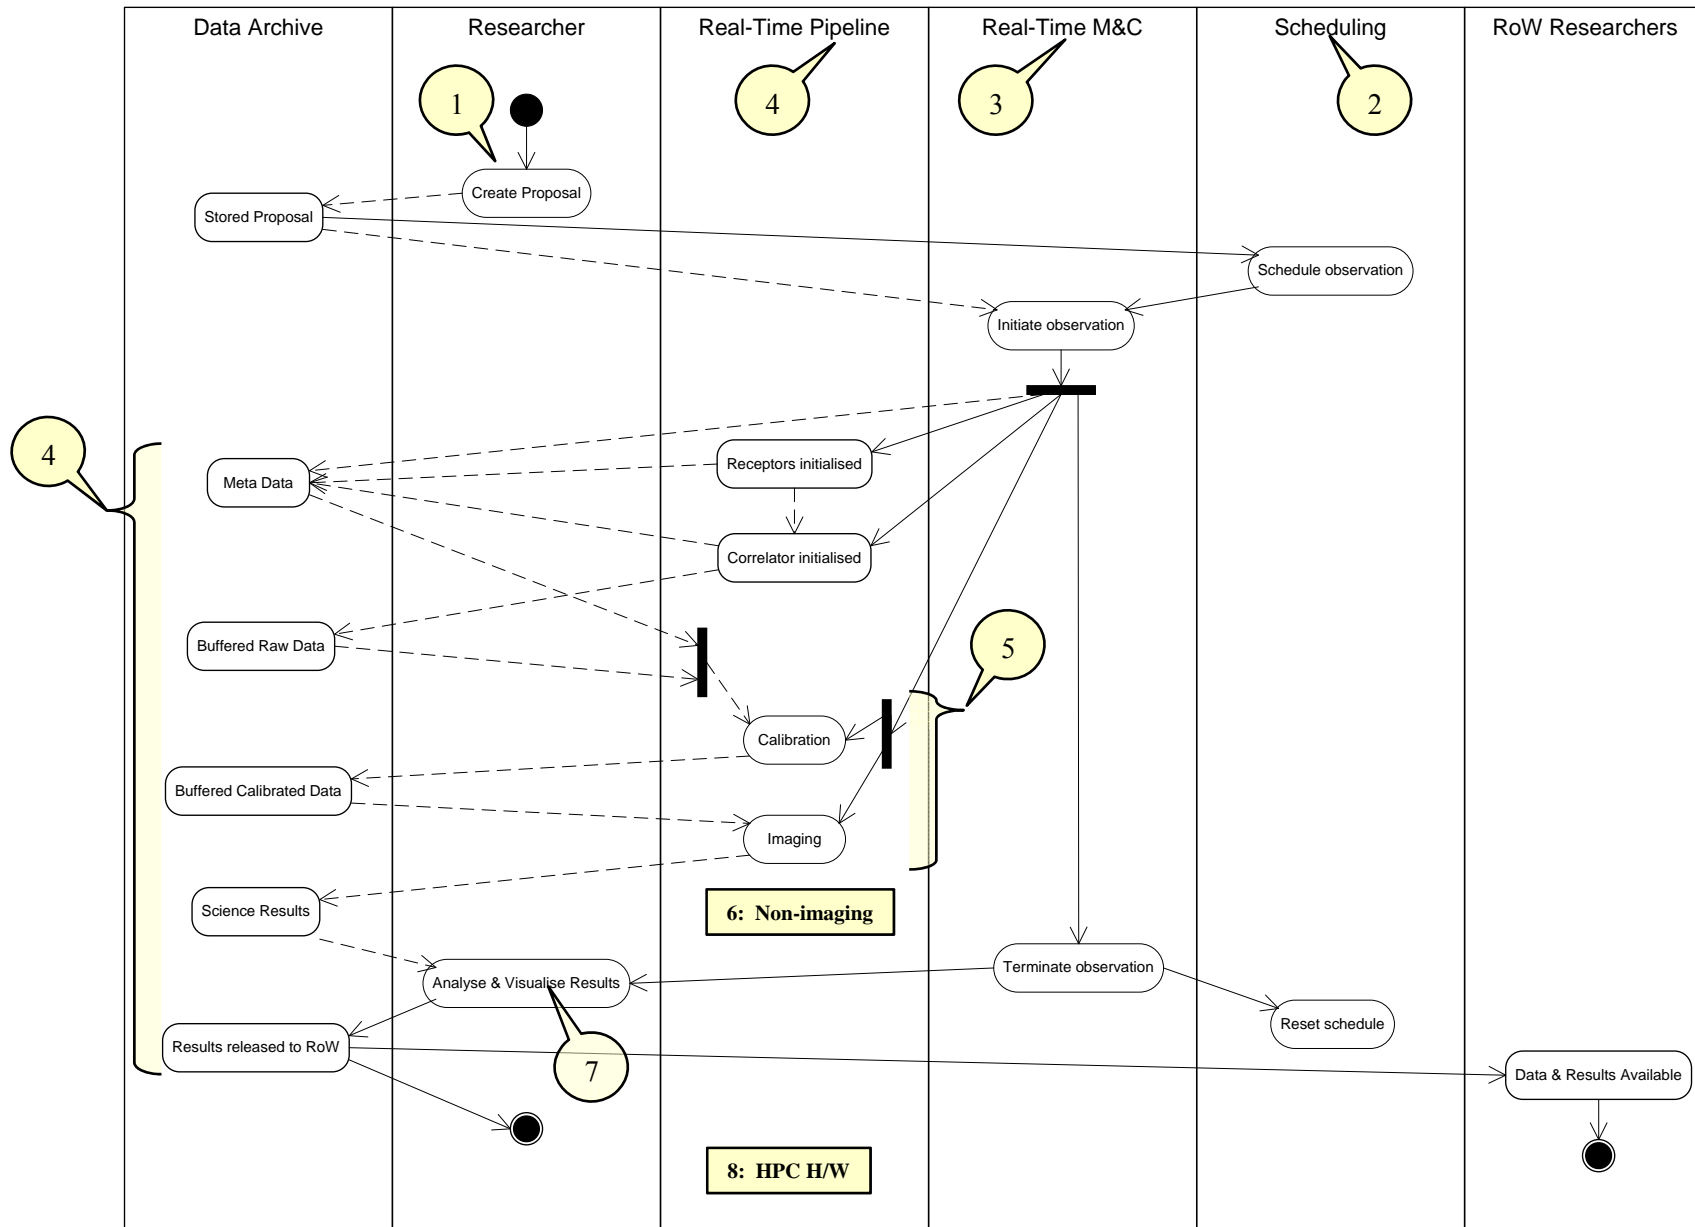 Data Archive
Researcher
Real-Time Pipeline
Real-Time M&C
Scheduling
RoW Researchers
1
4
3
2
Create Proposal
Stored Proposal
Schedule observation
Initiate observation
4
Receptors initialised
Meta Data
Correlator initialised
Buffered Raw Data
5
Calibration
Buffered Calibrated Data
Imaging
Science Results
6: Non-imaging
Terminate observation
Analyse & Visualise Results
Reset schedule
Results released to RoW
7
Data & Results Available
8: HPC H/W